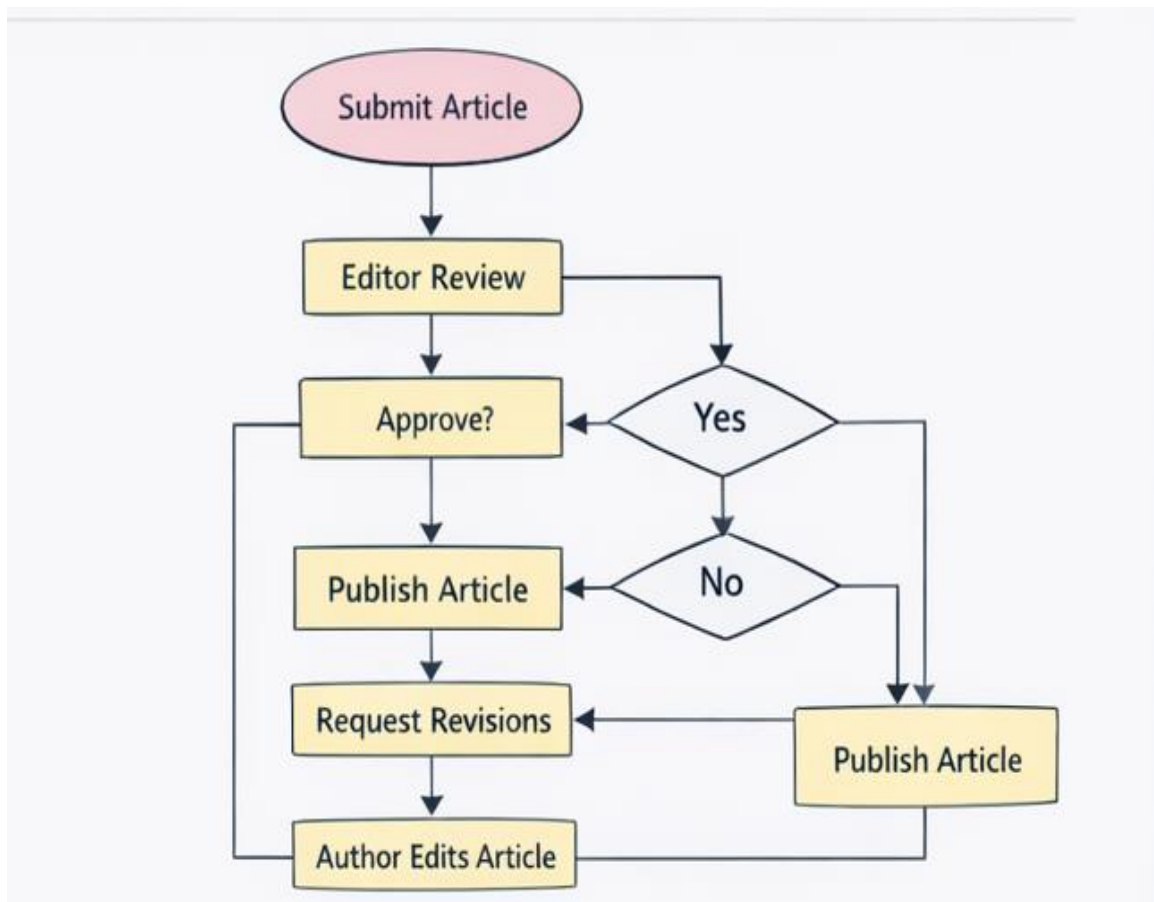 Submit Article
Editor Review
Approve?
Yes
Publish Article
No
Request Revisions
Publish Article
Author Edits Article